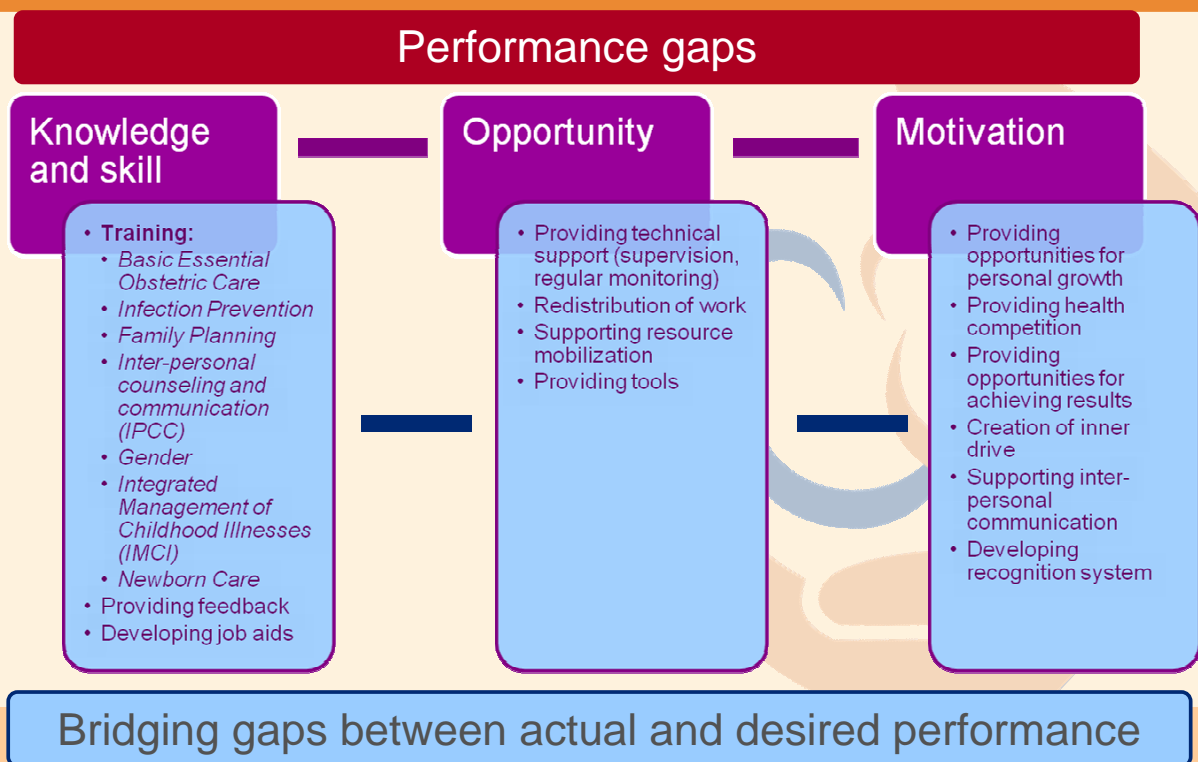 Performance gaps
Knowledge
and skill
• Training:
• Basic Essential
Obstetric Care
• Infection Prevention
• Family Planning
• Inter-personal
counseling and
communication
(IPCC)
• Gender
• Integrated
Management of
Childhood Illnesses
(IMCI)
• Newborn Care
• Providing feedback
• Developing job aids
Opportunity
• Providing technical
support (supervision,
regular monitoring)
• Redistribution of work
• Supporting resource
mobilization
• Providing tools
Motivation
• Providing
opportunities for
personal growth
• Providing health
competition
• Providing
opportunities for
achieving results
• Creation of inner
drive
• Supporting inter-
personal
communication
• Developing
recognition system
Bridging gaps between actual and desired performance